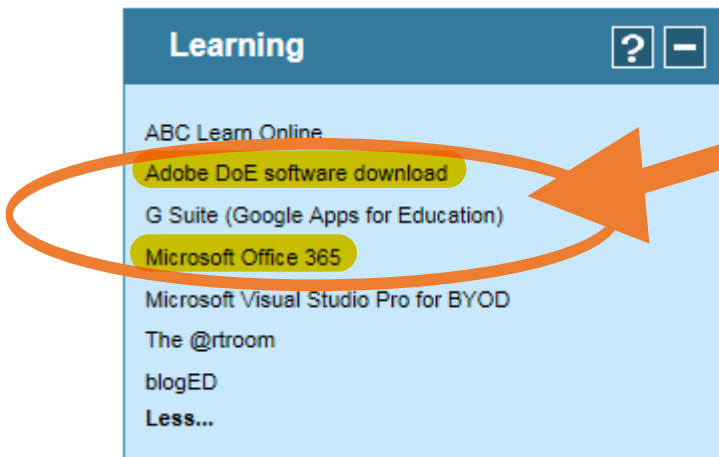 Learning
?
ABC Learn Online
Adobe DoE software download
G Suite (Google Apps for Education)
Microsoft Office 365
Microsoft Visual Studio Pro for BYOD
The @rtroom
blogED
Less...